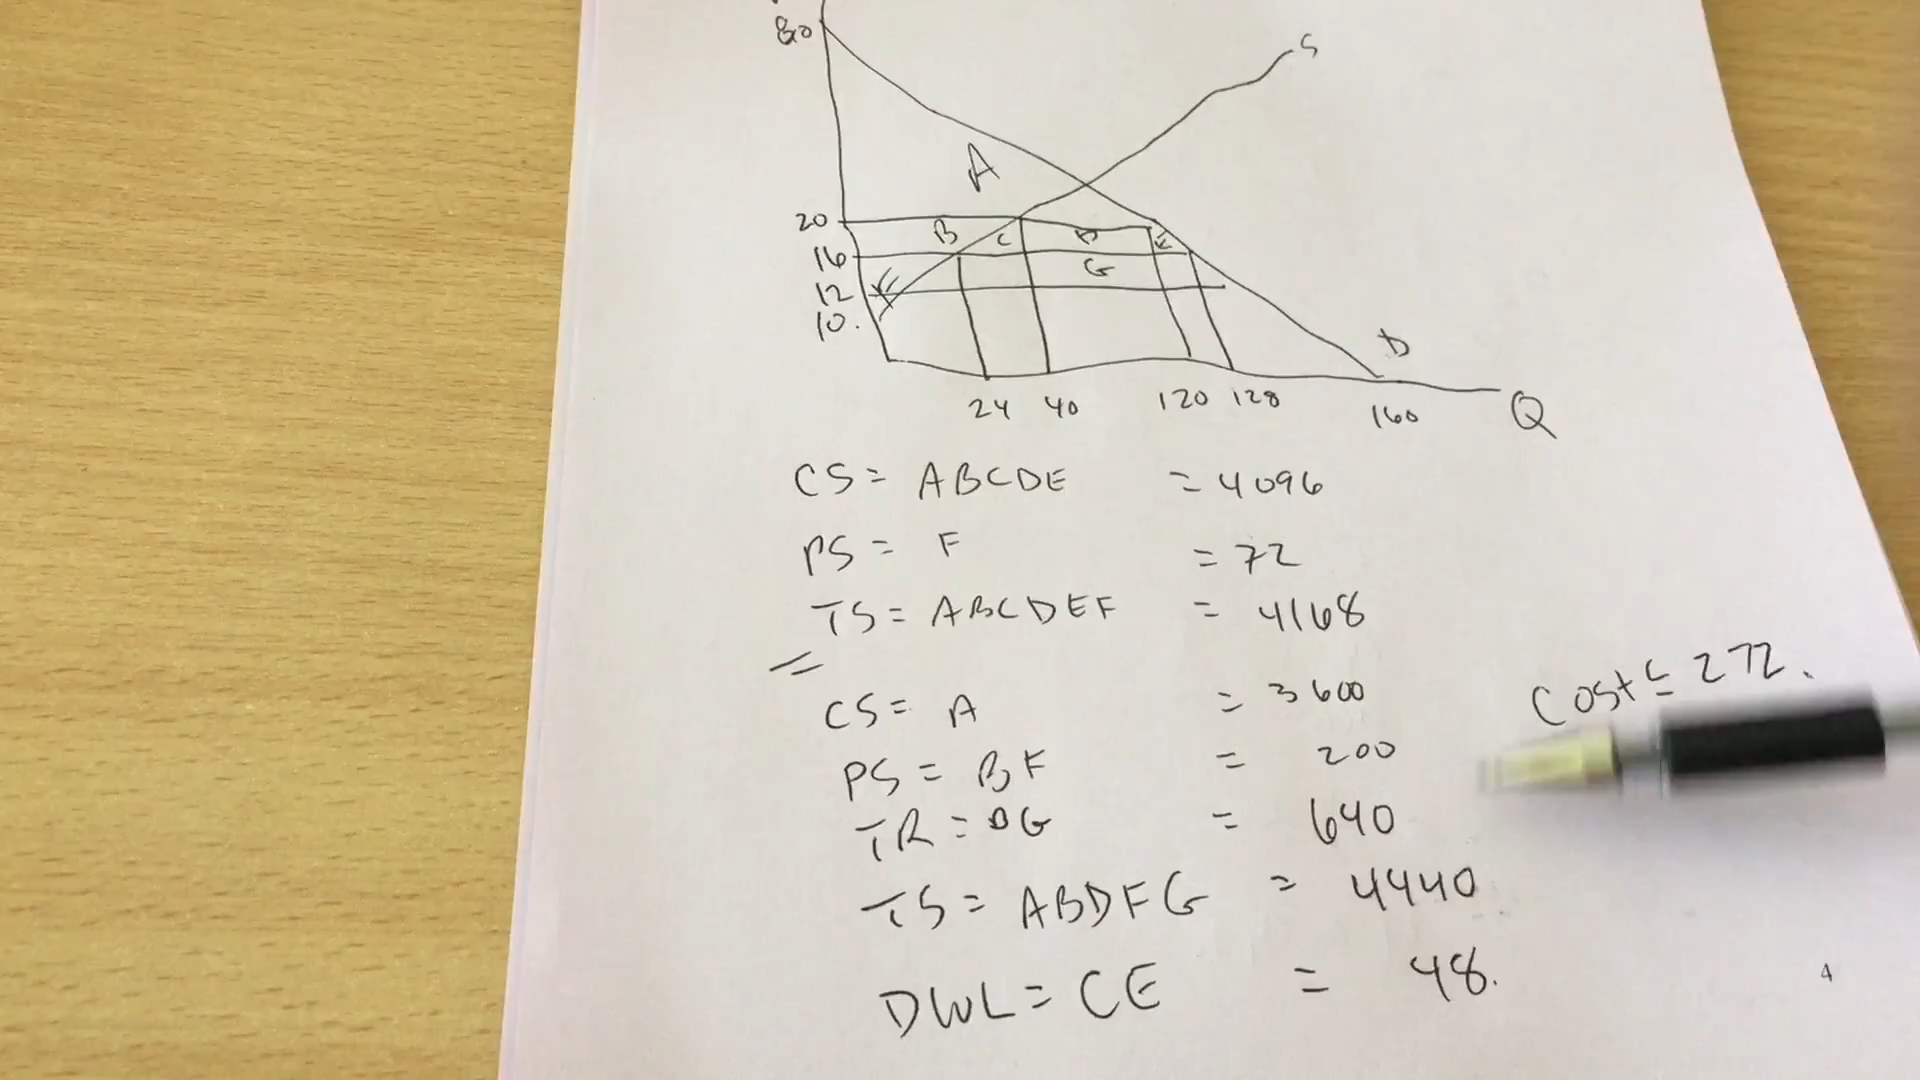 80
S
A
20
B
C
D
E
16
G
12
F
10.
D
24 40 120 128 160 Q
CS = ABCDE = 4096
PS = F = 72
TS = ABCDEF = 4168
CS = A = 3600
Cost ≤ 272.
PS = BF = 200
TR = DG = 640
TS = ABDFG = 4440
DWL = CE = 48.
4